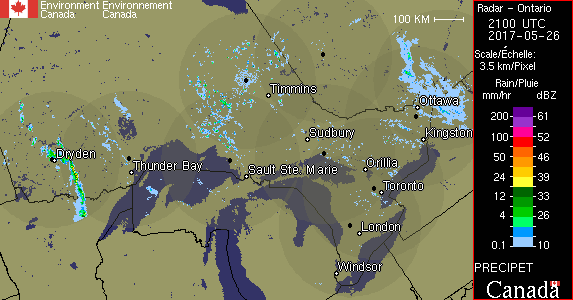 Environment Environnement
Canada Canada
100 KM
Timmins
Ottawa
Sudbury
Kingston
Dryden
Thunder Bay
Sault Ste. Marie
Orillia
Toronto
London
Windsor
Radar - Ontario
2100 UTC
2017-05-26
Scale/Échelle:
3.5 km/Pixel
Rain/Pluie
mm/hr dBZ
200 61
100 52
50 46
24 39
12 34
4 26
0.1 10
PRECIPET
Canada